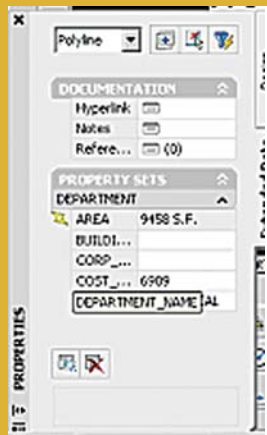 Polyline
DOCUMENTATION
Hyperlink
Notes
Refere... (0)
PROPERTY SETS
DEPARTMENT
AREA 9458 S.F.
BUILDI...
CORP_...
COST_... 6909
DEPARTMENT_NAME AL
PROPERTIES